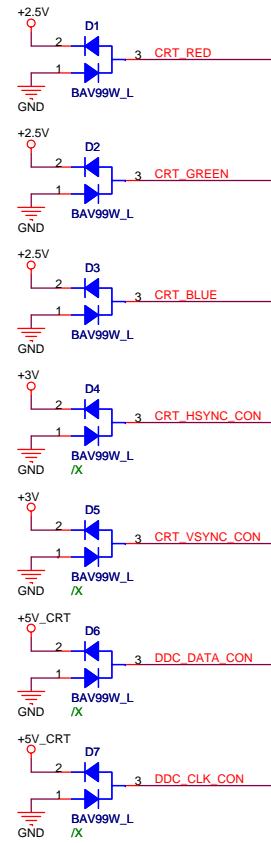 +2.5V
D1
2
3 CRT_RED
1
GND
BAV99W_L
+2.5V
D2
2
3 CRT_GREEN
1
GND
BAV99W_L
+2.5V
D3
2
3 CRT_BLUE
1
GND
BAV99W_L
+3V
D4
2
3 CRT_HSYNC_CON
1
GND
BAV99W_L
/X
+3V
D5
2
3 CRT_VSYNC_CON
1
GND
BAV99W_L
/X
+5V_CRT
D6
2
3 DDC_DATA_CON
1
GND
BAV99W_L
/X
+5V_CRT
D7
2
3 DDC_CLK_CON
1
GND
BAV99W_L
/X